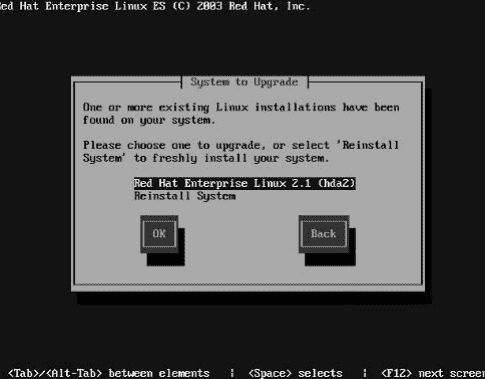 ed Hat Enterprise Linux ES (C) 2003 Red Hat, Inc.
System to Upgrade
One or more existing Linux installations have been
found on your system.
Please choose one to upgrade, or select 'Reinstall
System' to freshly install your system.
Red Hat Enterprise Linux 2.1 (hda2)
Reinstall System
OK
Back
<Tab>/<Alt-Tab> between elements | <Space> selects | <F12> next screen